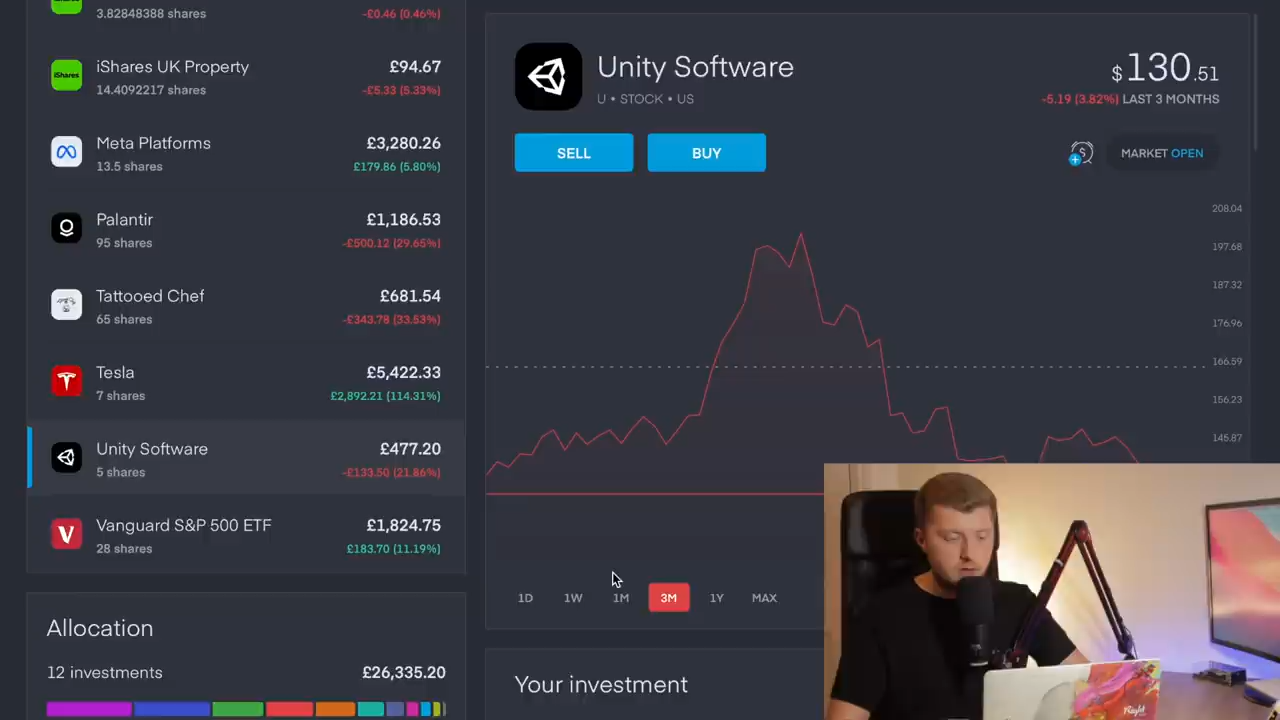 3.82848388 shares
-£0.46 (0.46%)
iShares
iShares UK Property
£94.67
14.4092217 shares
-£5.33 (5.33%)
Meta Platforms
£3,280.26
13.5 shares
£179.86 (5.80%)
Palantir
£1,186.53
95 shares
-£500.12 (29.65%)
Tattooed Chef
£681.54
65 shares
-£343.78 (33.53%)
Tesla
£5,422.33
7 shares
£2,892.21 (114.31%)
Unity Software
£477.20
5 shares
-£133.50 (21.86%)
V
Vanguard S&P 500 ETF
£1,824.75
28 shares
£183.70 (11.19%)
Allocation
12 investments
£26,335.20
Unity Software
$130.51
U • STOCK • US
-5.19 (3.82%) LAST 3 MONTHS
SELL
BUY
MARKET OPEN
208.04
197.68
187.32
176.96
166.59
156.23
145.87
1D
1W
1M
3M
1Y
MAX
Your investment